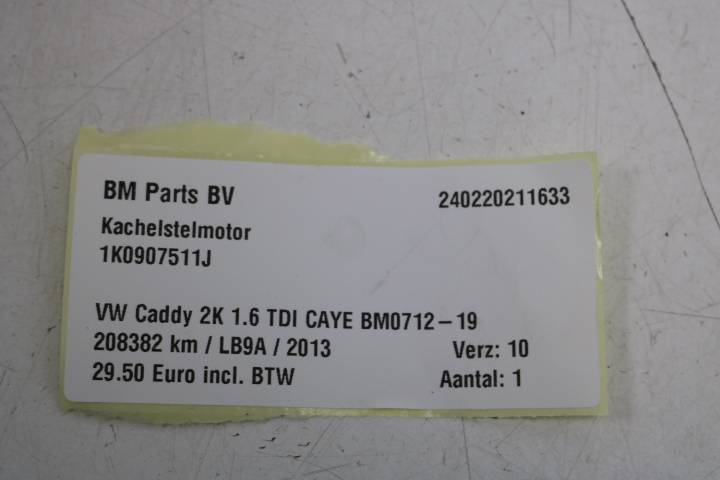 BM Parts BV 240220211633
Kachelstelmotor
1K0907511J
VW Caddy 2K 1.6 TDI CAYE BM0712-19
208382 km / LB9A / 2013 Verz: 10
29.50 Euro incl. BTW Aantal: 1